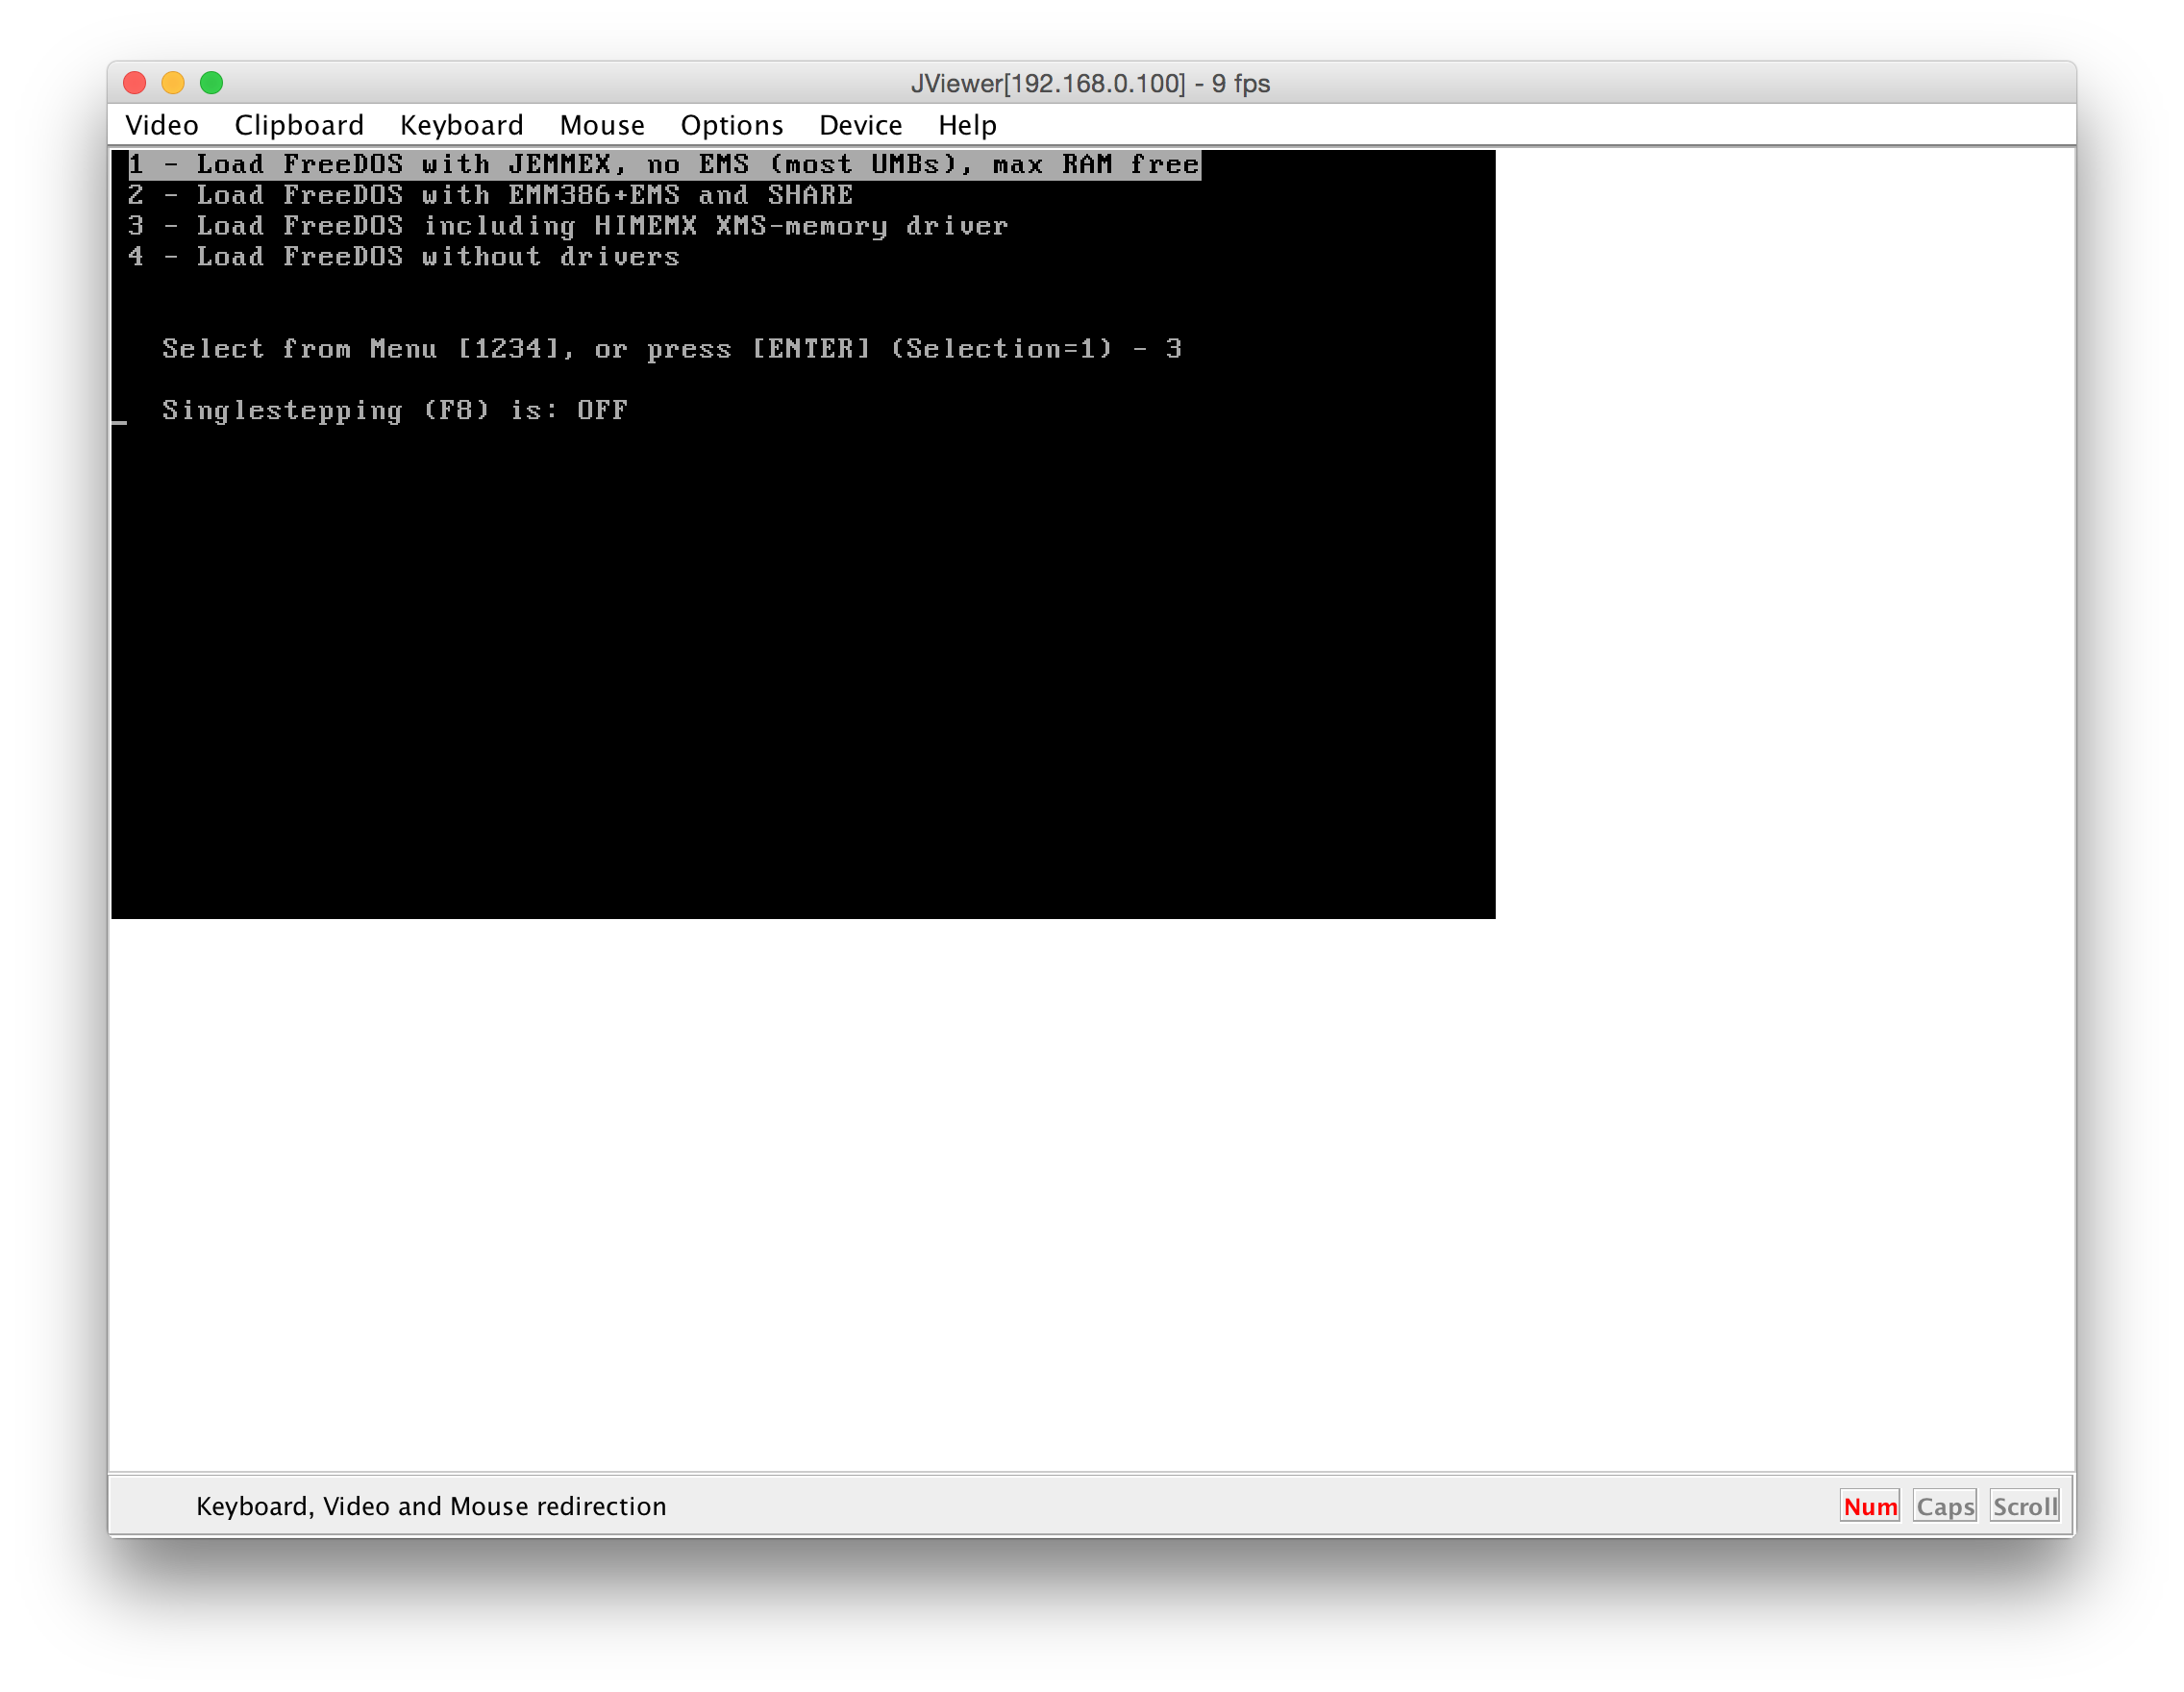 JViewer[192.168.0.100] - 9 fps
Video Clipboard Keyboard Mouse Options Device Help
1 - Load FreeDOS with JEMMEX, no EMS (most UMBs), max RAM free
2 - Load FreeDOS with EMM386+EMS and SHARE
3 - Load FreeDOS including HIMEMX XMS-memory driver
4 - Load FreeDOS without drivers
Select from Menu [1234], or press [ENTER] (Selection=1) - 3
Singlestepping (F8) is: OFF
_
Keyboard, Video and Mouse redirection
Num Caps Scroll